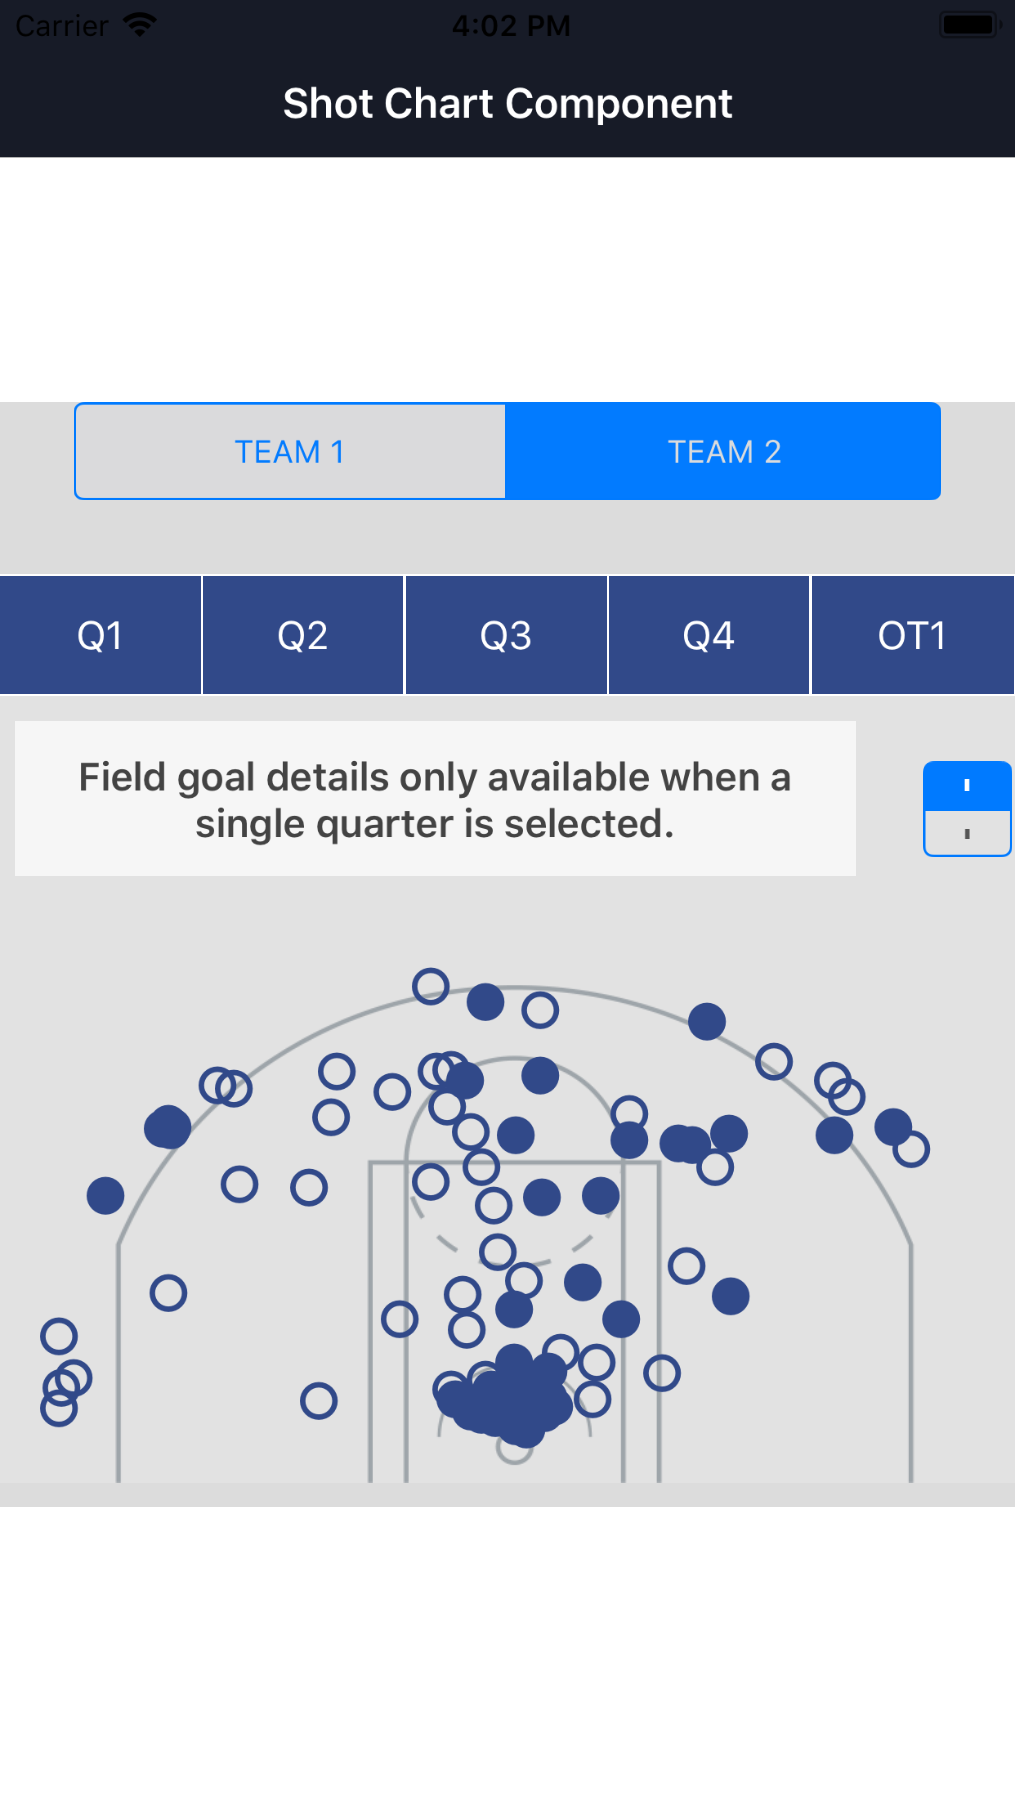 Carrier 4:02 PM
Shot Chart Component
TEAM 1 TEAM 2
Q1 Q2 Q3 Q4 OT1
Field goal details only available when a
single quarter is selected.